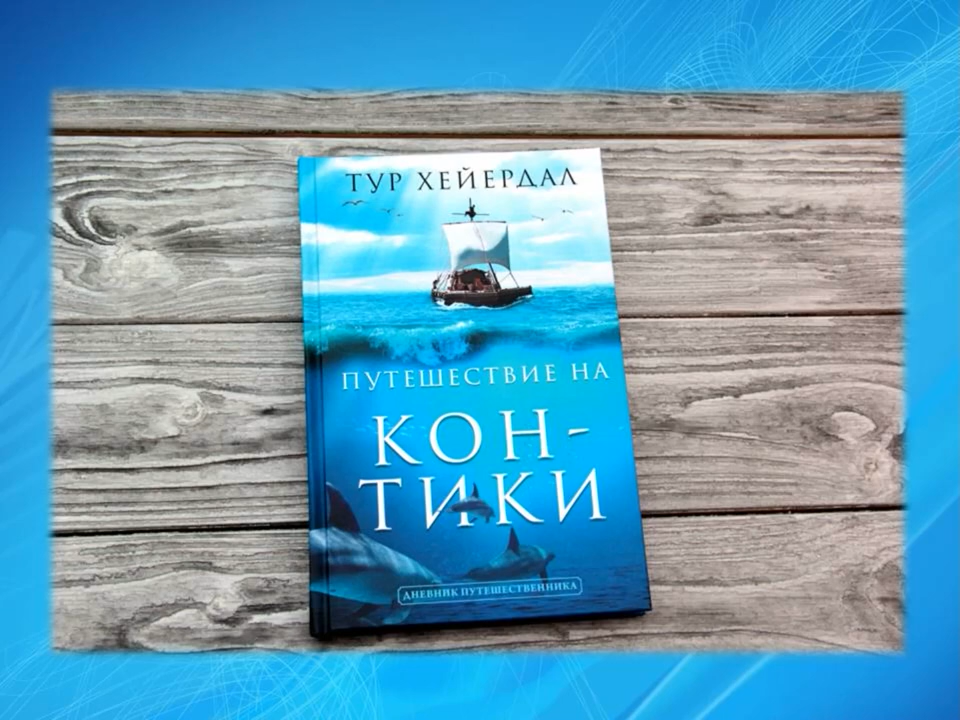 ТУР ХЕЙЕРДАЛ
ПУТЕШЕСТВИЕ НА
КОН-
ТИКИ
ДНЕВНИК ПУТЕШЕСТВЕННИКА